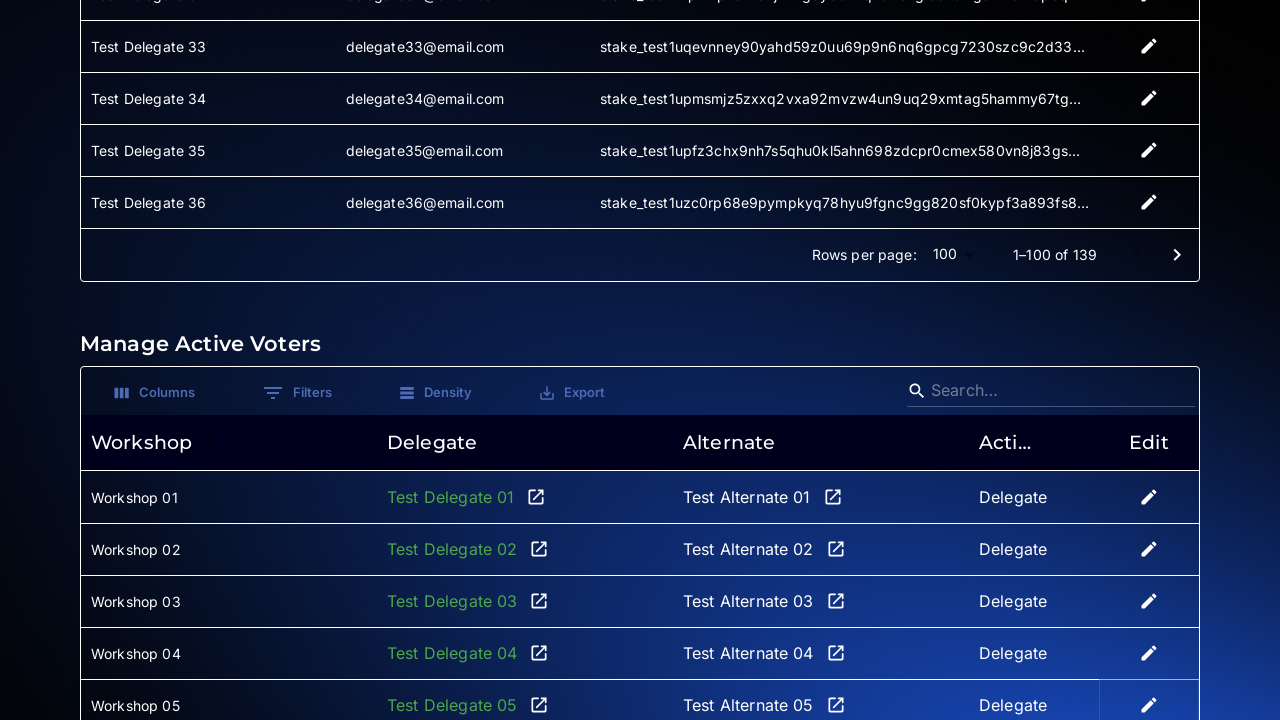 Test Delegate 33 delegate33@email.com stake_test1uqevnney90yahd59z0uu69p9n6nq6gpcg7230szc9c2d33...
Test Delegate 34 delegate34@email.com stake_test1upmsmjz5zxxq2vxa92mvzw4un9uq29xmtag5hammy67tg...
Test Delegate 35 delegate35@email.com stake_test1upfz3chx9nh7s5qhu0kl5ahn698zdcpr0cmex580vn8j83gs...
Test Delegate 36 delegate36@email.com stake_test1uzc0rp68e9pympkyq78hyu9fgnc9gg820sf0kypf3a893fs8...
Rows per page: 100 1–100 of 139
Manage Active Voters
Columns Filters Density Export Search...
Workshop Delegate Alternate Acti... Edit
Workshop 01 Test Delegate 01 Test Alternate 01 Delegate
Workshop 02 Test Delegate 02 Test Alternate 02 Delegate
Workshop 03 Test Delegate 03 Test Alternate 03 Delegate
Workshop 04 Test Delegate 04 Test Alternate 04 Delegate
Workshop 05 Test Delegate 05 Test Alternate 05 Delegate